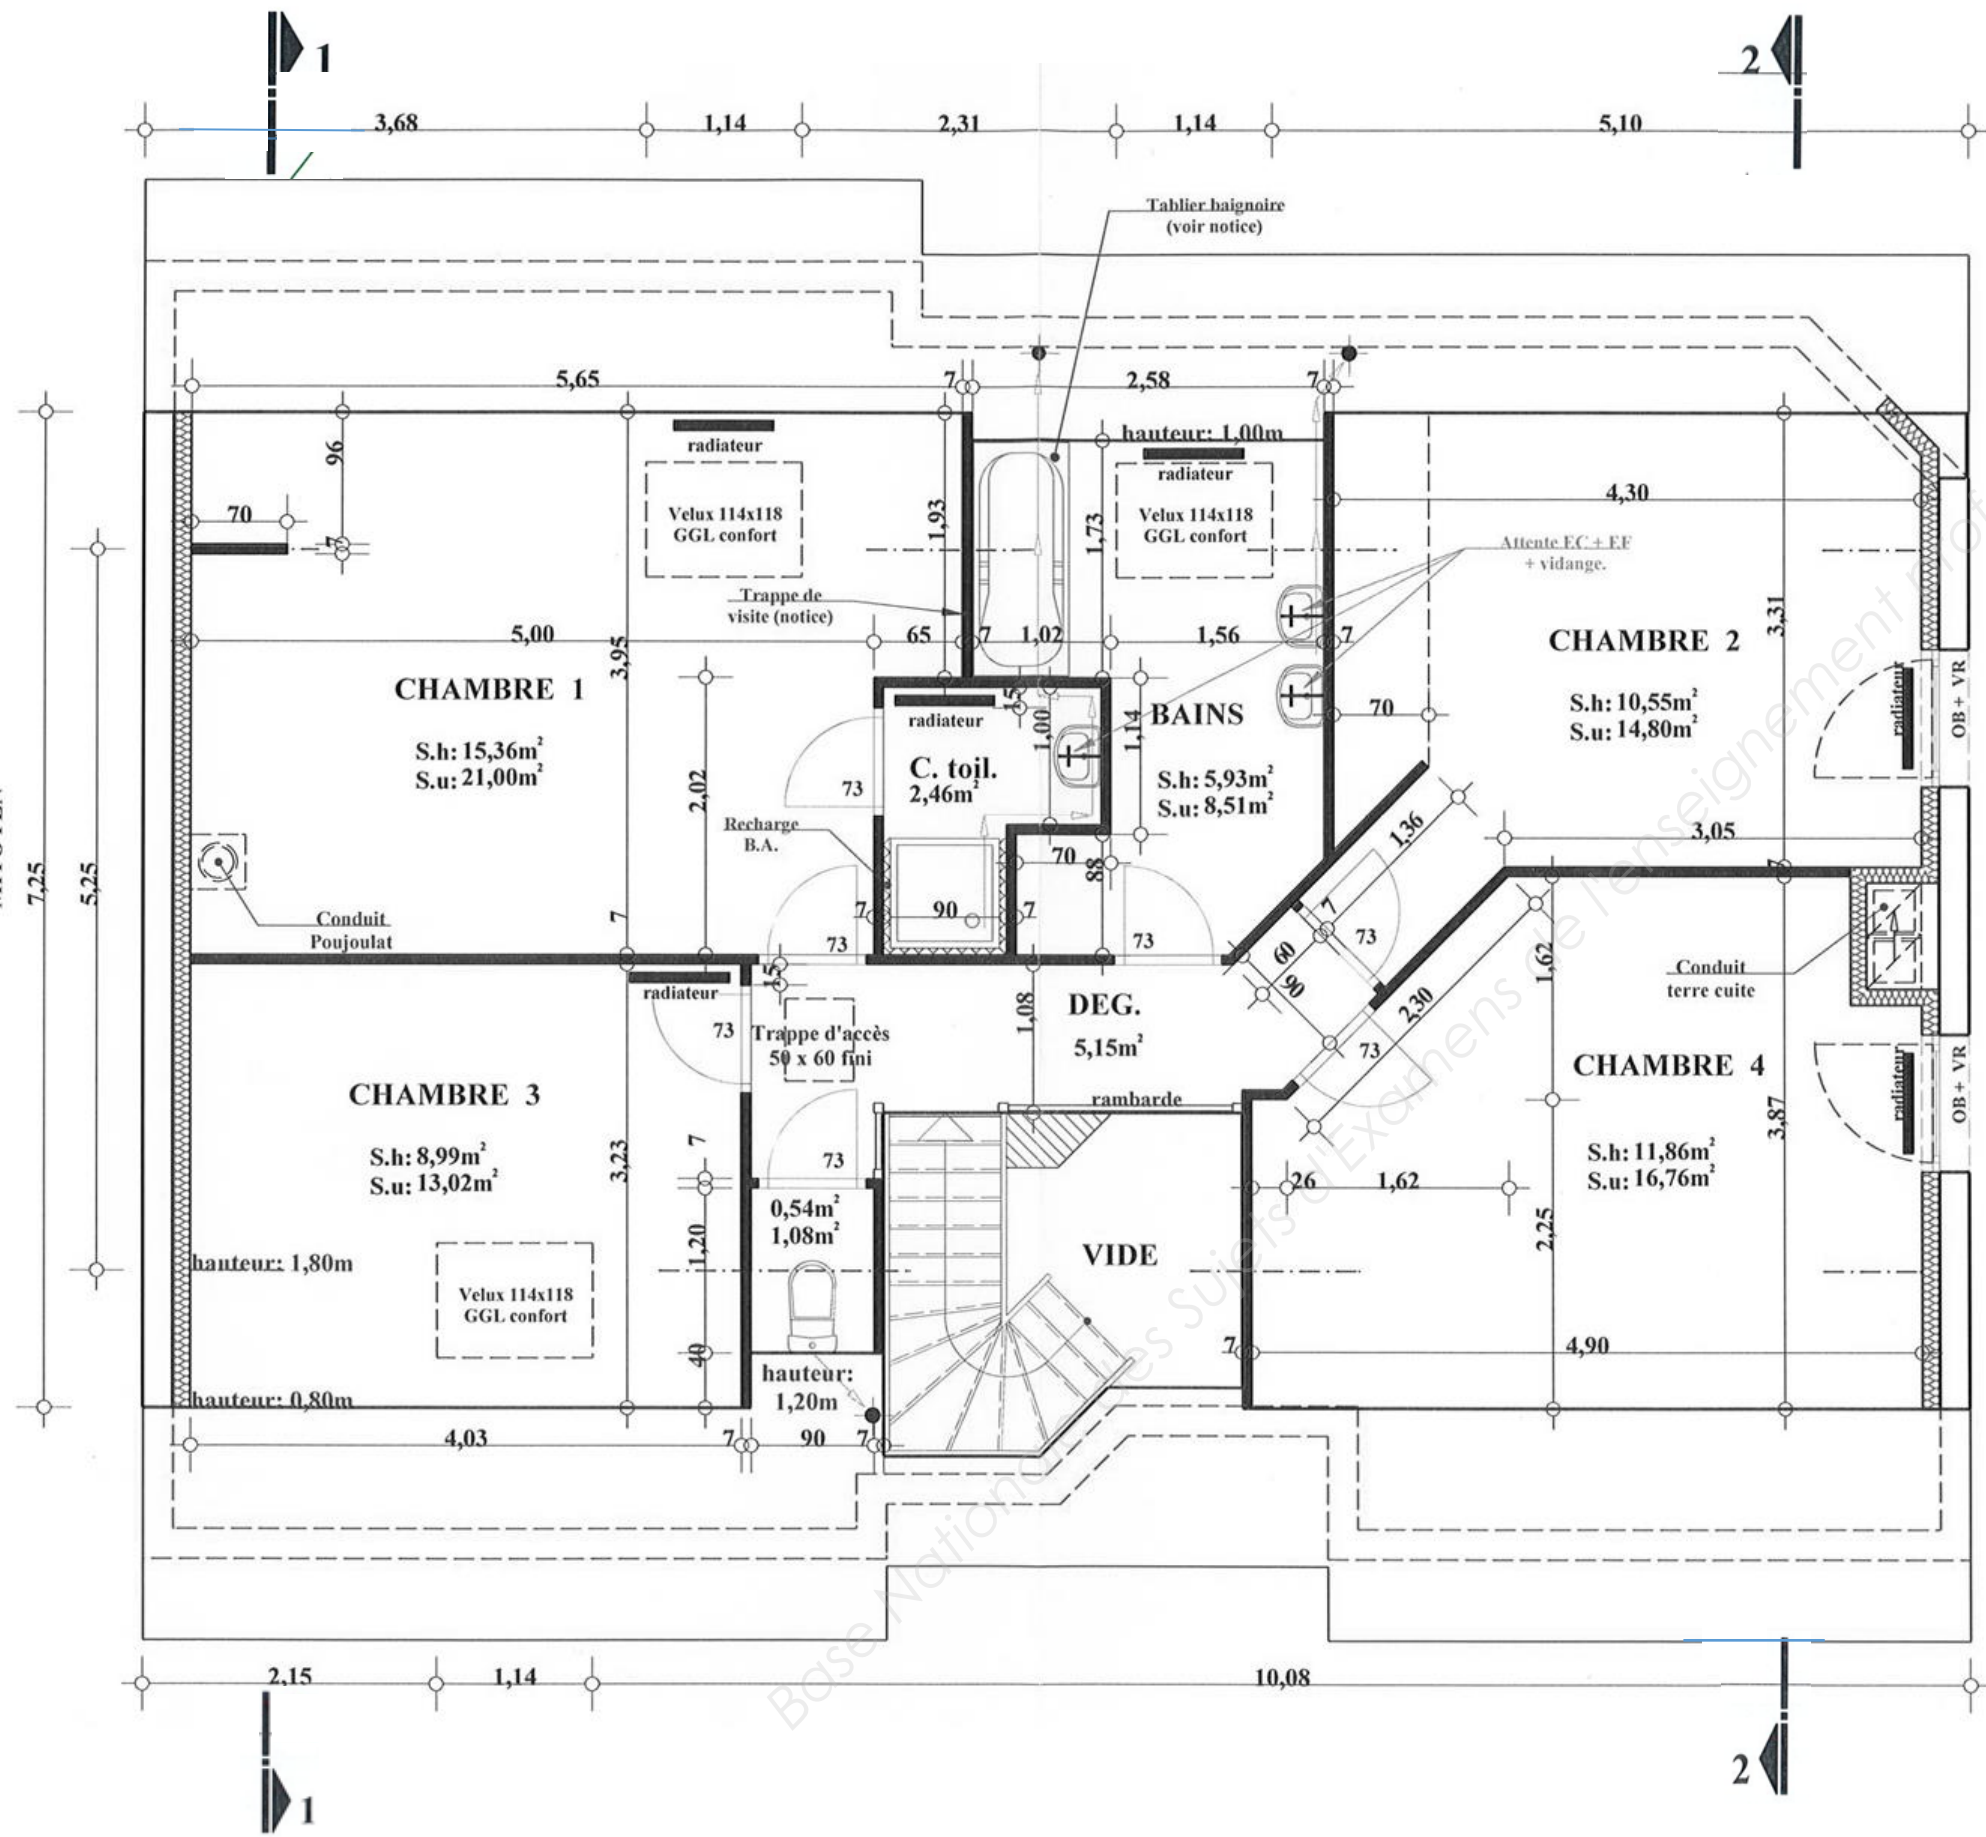 1
2
3,68
1,14
2,31
1,14
5,10
Tablier baignoire
(voir notice)
5,65
7
2,58
7
96
radiateur
hauteur: 1,00m
radiateur
70
7
Velux 114x118
GGL confort
1,93
1,73
Velux 114x118
GGL confort
4,30
Attente E.C + E.F
+ vidange.
Trappe de
visite (notice)
5,00
3,95
65
7
1,02
1,56
7
3,31
CHAMBRE 2
S.h: 10,55m²
S.u: 14,80m²
radiateur
OB + VR
CHAMBRE 1
S.h: 15,36m²
S.u: 21,00m²
2,02
radiateur
15
1,00
1,14
BAINS
S.h: 5,93m²
S.u: 8,51m²
70
C. toil.
2,46m²
73
Recharge
B.A.
1,36
3,05
7
70
88
7,25
5,25
Conduit
Poujoulat
7
7
90
7
73
73
7
73
60
90
1,62
Conduit
terre cuite
15
radiateur
73
Trappe d'accès
50 x 60 fini
1,08
DEG.
5,15m²
2,30
73
CHAMBRE 4
S.h: 11,86m²
S.u: 16,76m²
radiateur
OB + VR
3,87
CHAMBRE 3
S.h: 8,99m²
S.u: 13,02m²
3,23
7
73
rambarde
26
1,62
0,54m²
1,08m²
1,20
VIDE
2,25
hauteur: 1,80m
Velux 114x118
GGL confort
40
7
4,90
hauteur: 0,80m
hauteur:
1,20m
4,03
7
90
7
2,15
1,14
10,08
1
2
Base Nationale des Sujets d'Examens de l'enseignement